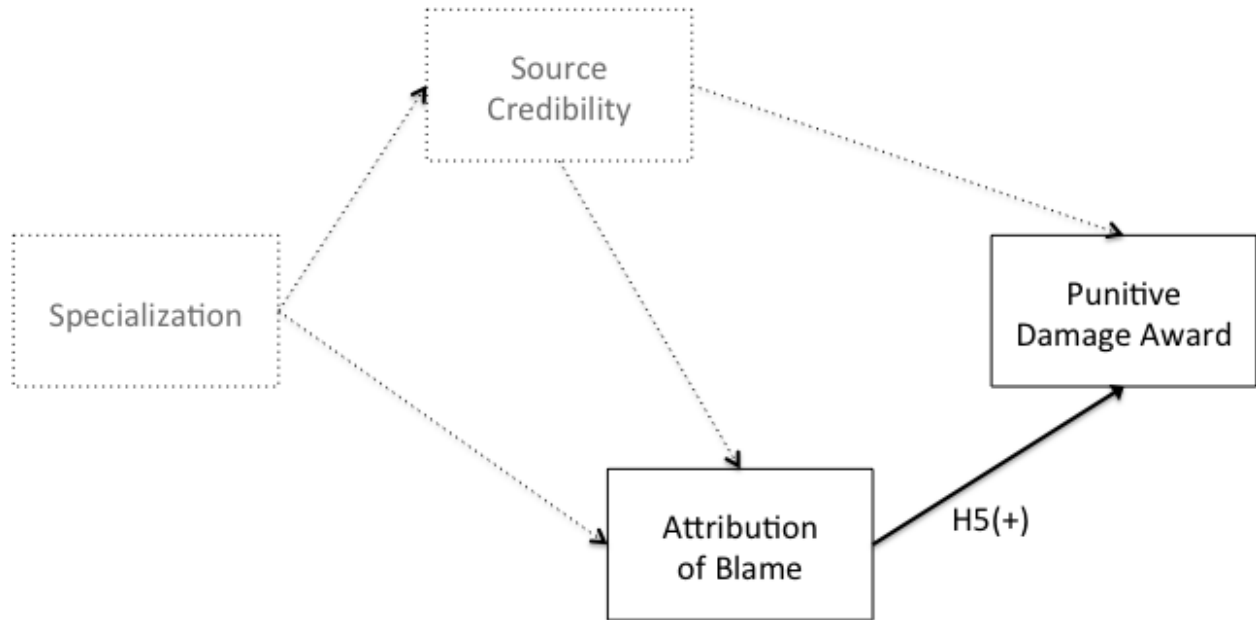 Source
Credibility
Specialization
Punitive
Damage Award
Attribution
of Blame
H5(+)